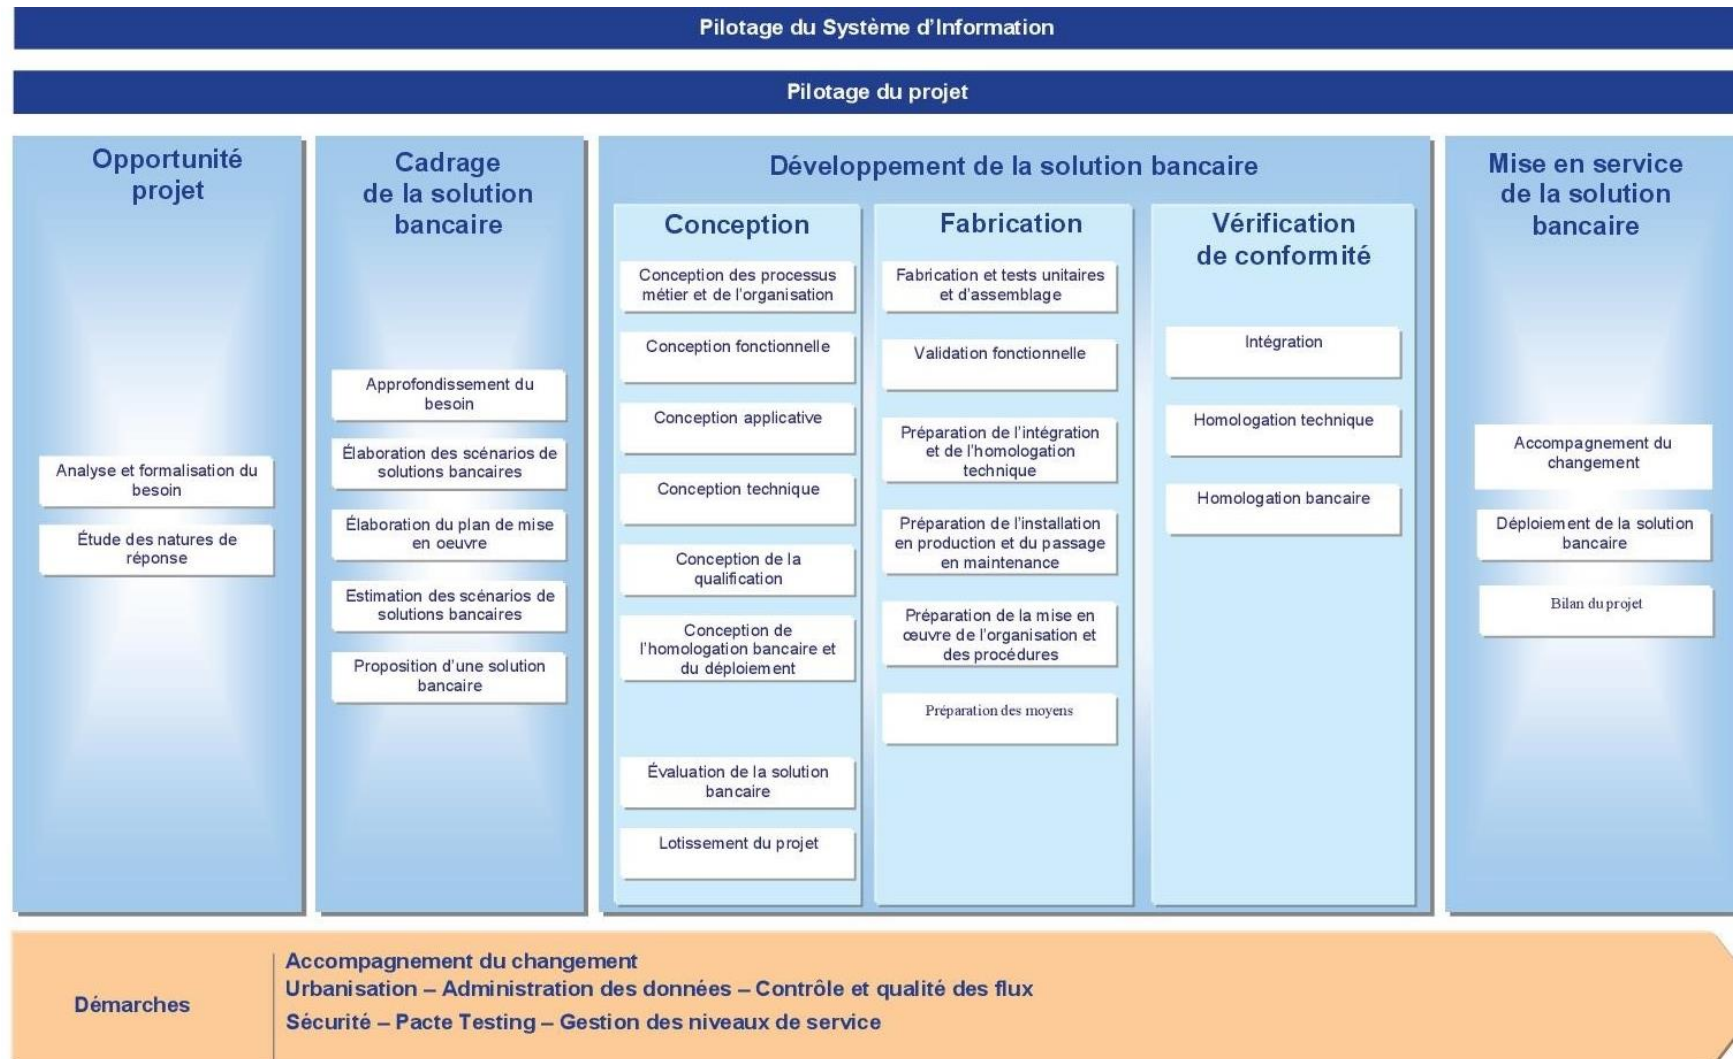 Pilotage du Système d'Information
Pilotage du projet
Opportunité
projet
Analyse et formalisation du
besoin
Étude des natures de
réponse
Cadrage
de la solution
bancaire
Approfondissement du
besoin
Élaboration des scénarios de
solutions bancaires
Élaboration du plan de mise
en oeuvre
Estimation des scénarios de
solutions bancaires
Proposition d'une solution
bancaire
Développement de la solution bancaire
Conception
Conception des processus
métier et de l'organisation
Conception fonctionnelle
Conception applicative
Conception technique
Conception de la
qualification
Conception de
l'homologation bancaire et
du déploiement
Évaluation de la solution
bancaire
Lotissement du projet
Fabrication
Fabrication et tests unitaires
et d'assemblage
Validation fonctionnelle
Préparation de l'intégration
et de l'homologation
technique
Préparation de l'installation
en production et du passage
en maintenance
Préparation de la mise en
œuvre de l'organisation et
des procédures
Préparation des moyens
Vérification
de conformité
Intégration
Homologation technique
Homologation bancaire
Mise en service
de la solution
bancaire
Accompagnement du
changement
Déploiement de la solution
bancaire
Bilan du projet
Démarches
Accompagnement du changement
Urbanisation – Administration des données – Contrôle et qualité des flux
Sécurité – Pacte Testing – Gestion des niveaux de service